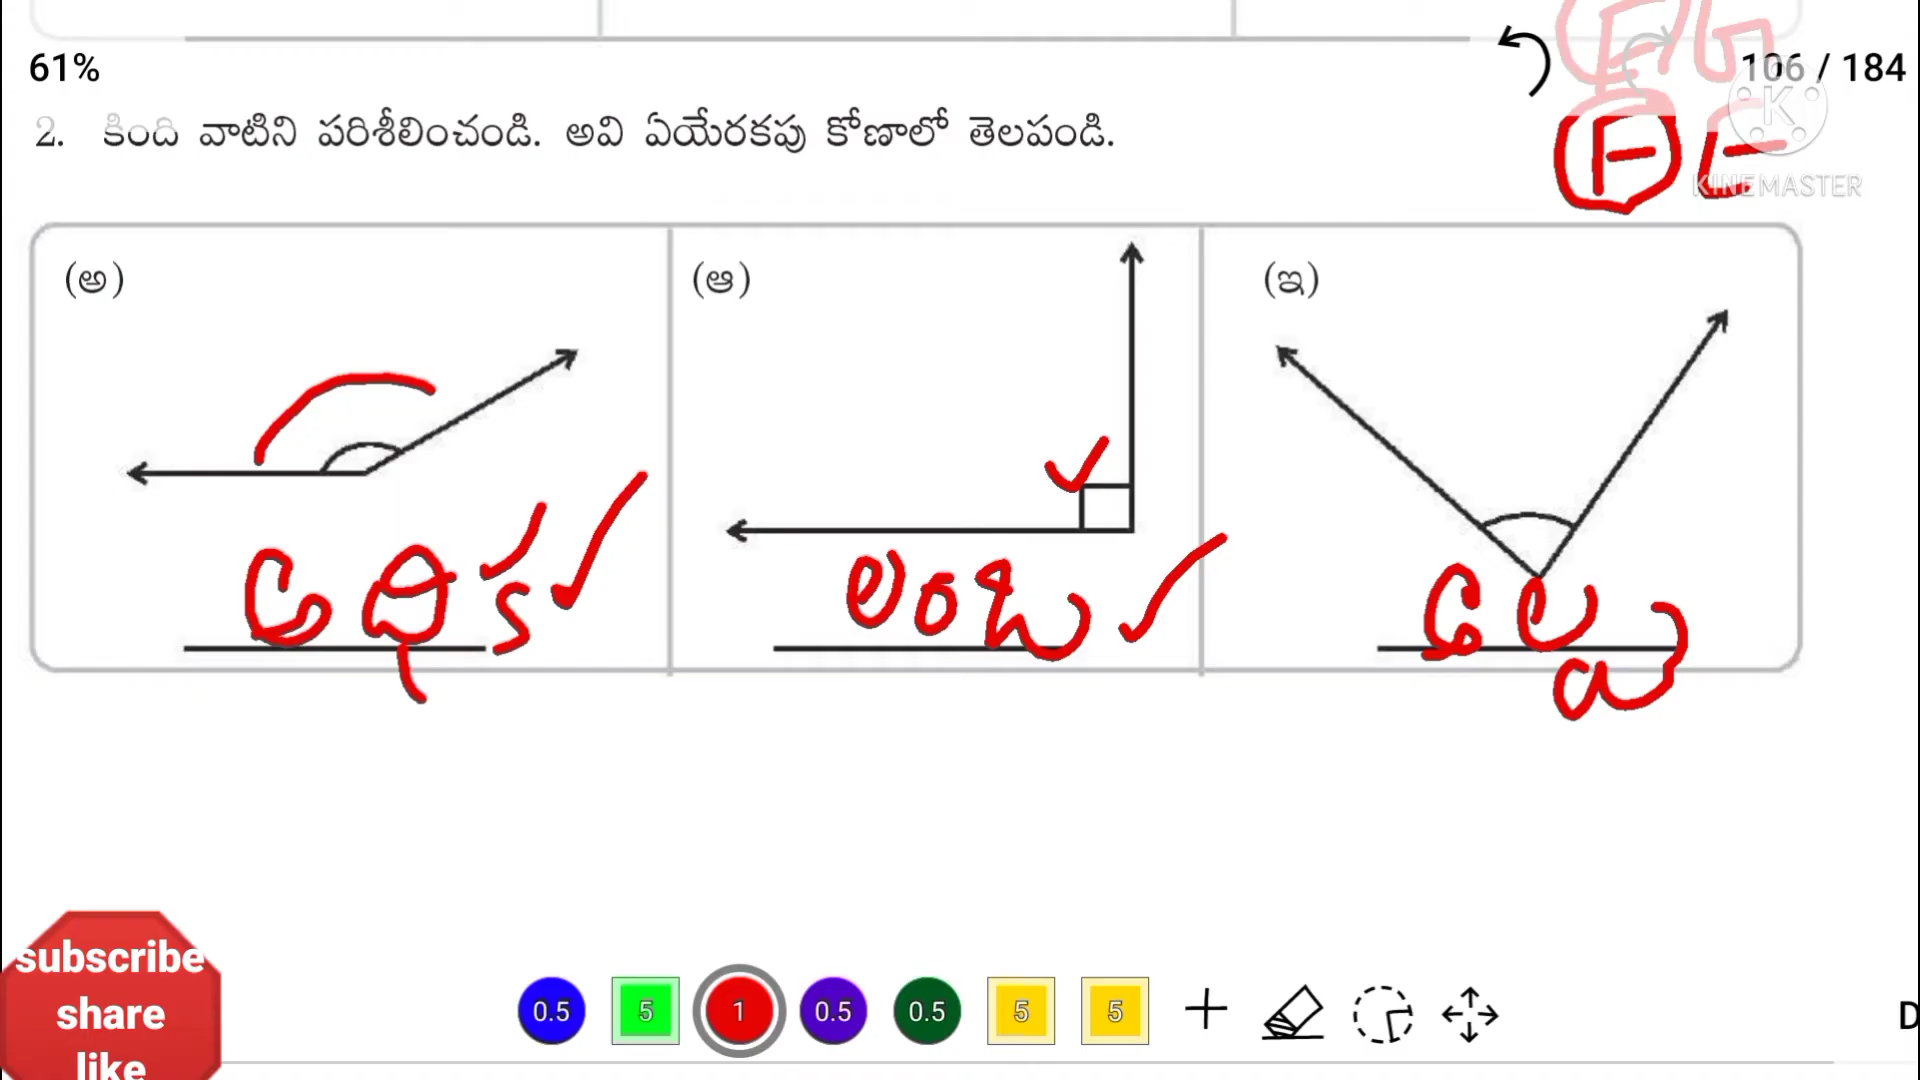 61%
106 / 184
2. కింది వాటిని పరిశీలించండి. అవి ఏయేరకపు కోణాలో తెలపండి.
KINEMASTER
(అ) (ఆ) (ఇ)
అధిక లంబ అల్ప
subscribe
share
like
0.5 5 1 0.5 0.5 5 5
D